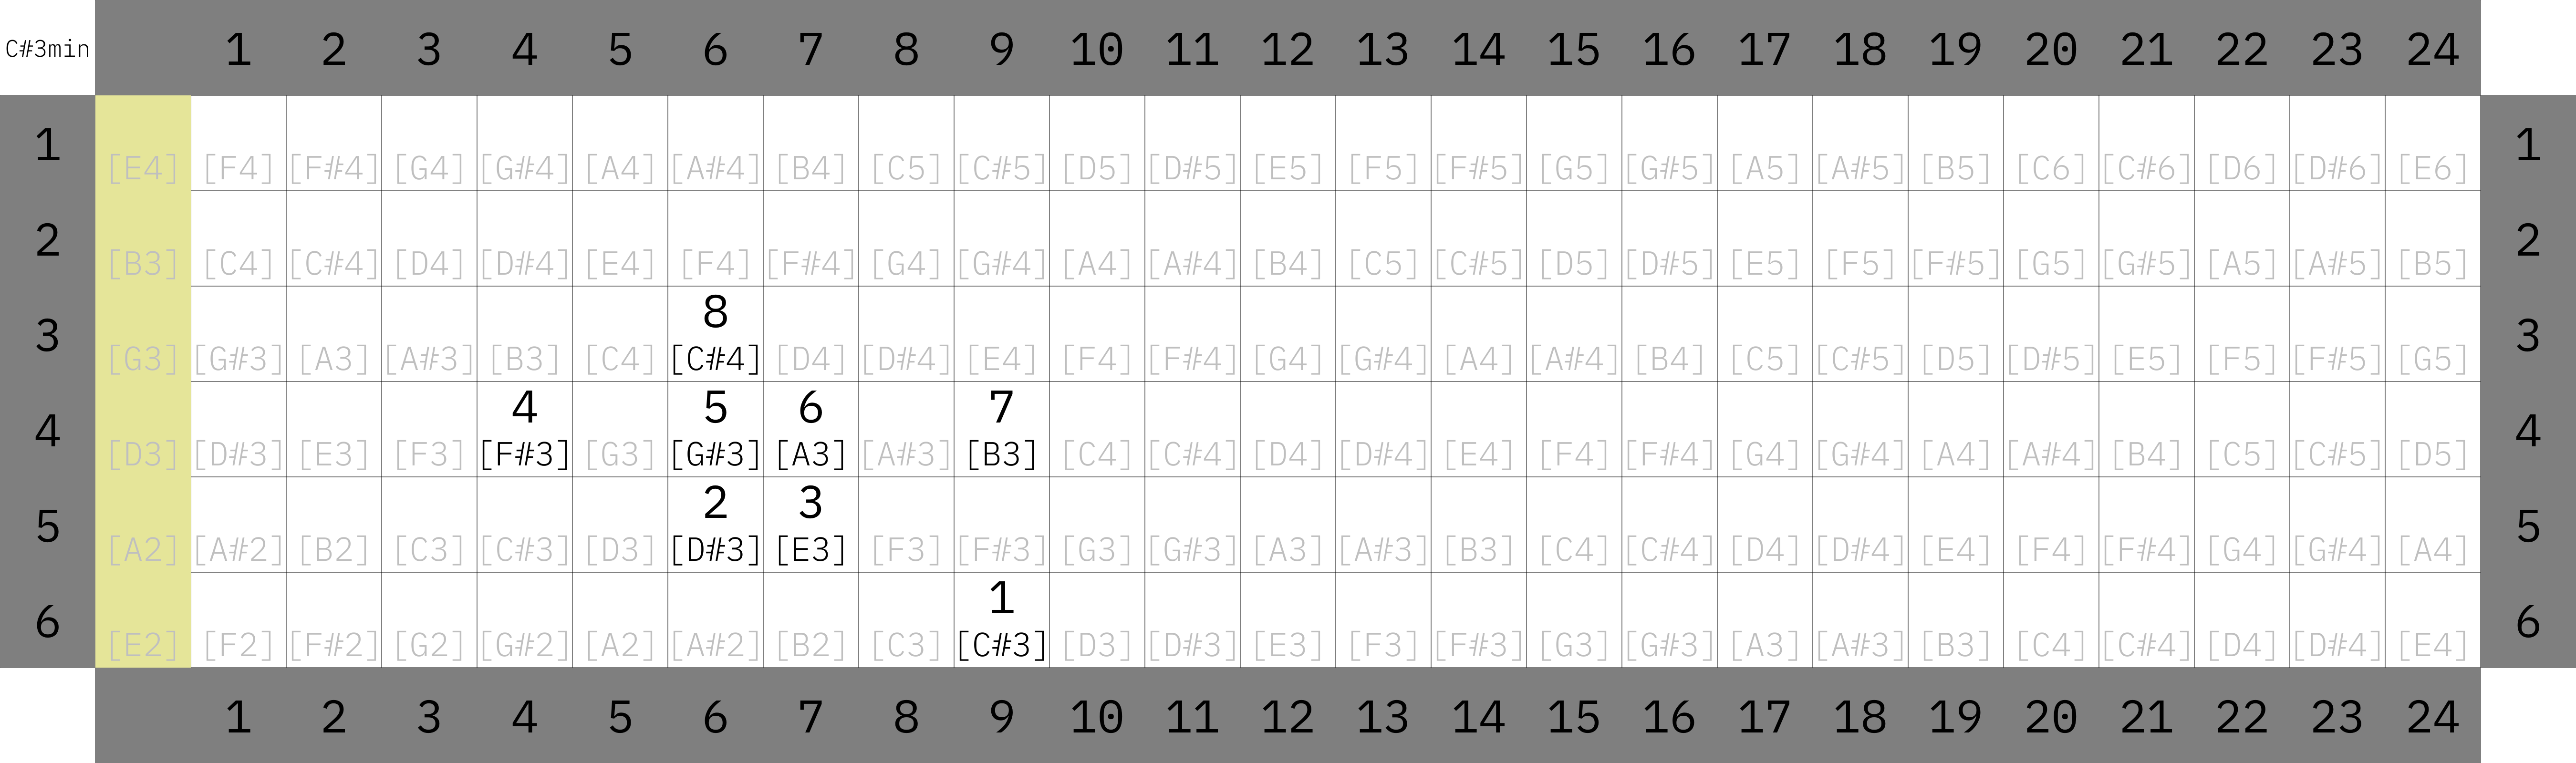 C#3min 1 2 3 4 5 6 7 8 9 10 11 12 13 14 15 16 17 18 19 20 21 22 23 24
1 [E4] [F4] [F#4] [G4] [G#4] [A4] [A#4] [B4] [C5] [C#5] [D5] [D#5] [E5] [F5] [F#5] [G5] [G#5] [A5] [A#5] [B5] [C6] [C#6] [D6] [D#6] [E6] 1
2 [B3] [C4] [C#4] [D4] [D#4] [E4] [F4] [F#4] [G4] [G#4] [A4] [A#4] [B4] [C5] [C#5] [D5] [D#5] [E5] [F5] [F#5] [G5] [G#5] [A5] [A#5] [B5] 2
8
3 [G3] [G#3] [A3] [A#3] [B3] [C4] [C#4] [D4] [D#4] [E4] [F4] [F#4] [G4] [G#4] [A4] [A#4] [B4] [C5] [C#5] [D5] [D#5] [E5] [F5] [F#5] [G5] 3
4 5 6 7
4 [D3] [D#3] [E3] [F3] [F#3] [G3] [G#3] [A3] [A#3] [B3] [C4] [C#4] [D4] [D#4] [E4] [F4] [F#4] [G4] [G#4] [A4] [A#4] [B4] [C5] [C#5] [D5] 4
2 3
5 [A2] [A#2] [B2] [C3] [C#3] [D3] [D#3] [E3] [F3] [F#3] [G3] [G#3] [A3] [A#3] [B3] [C4] [C#4] [D4] [D#4] [E4] [F4] [F#4] [G4] [G#4] [A4] 5
1
6 [E2] [F2] [F#2] [G2] [G#2] [A2] [A#2] [B2] [C3] [C#3] [D3] [D#3] [E3] [F3] [F#3] [G3] [G#3] [A3] [A#3] [B3] [C4] [C#4] [D4] [D#4] [E4] 6
1 2 3 4 5 6 7 8 9 10 11 12 13 14 15 16 17 18 19 20 21 22 23 24